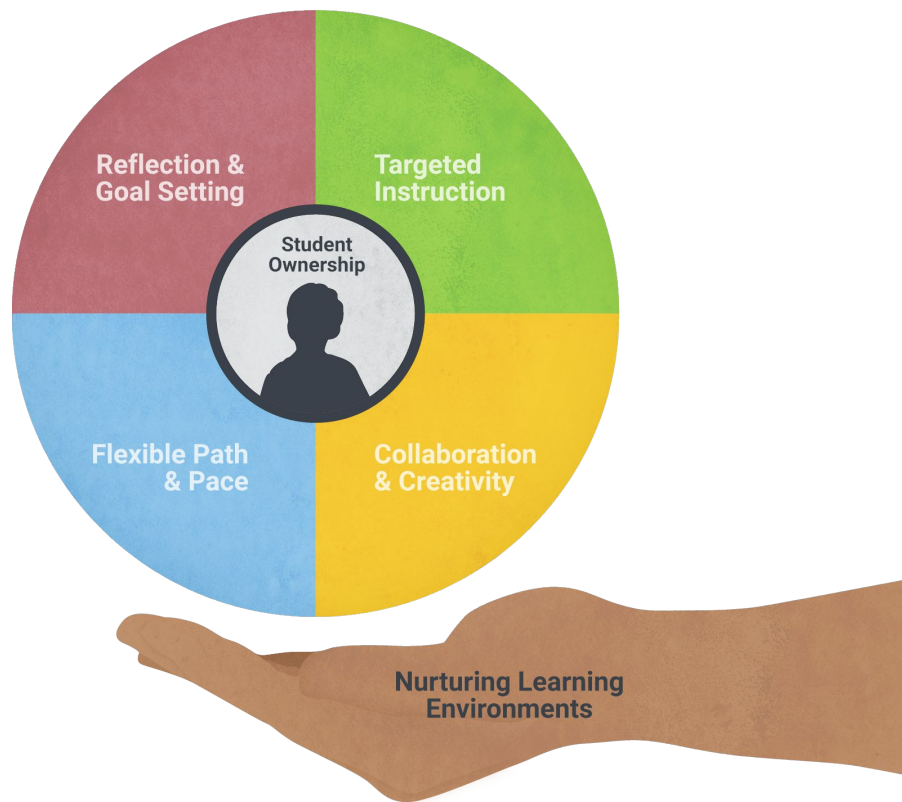 Reflection &
Goal Setting
Targeted
Instruction
Student
Ownership
Flexible Path
& Pace
Collaboration
& Creativity
Nurturing Learning
Environments